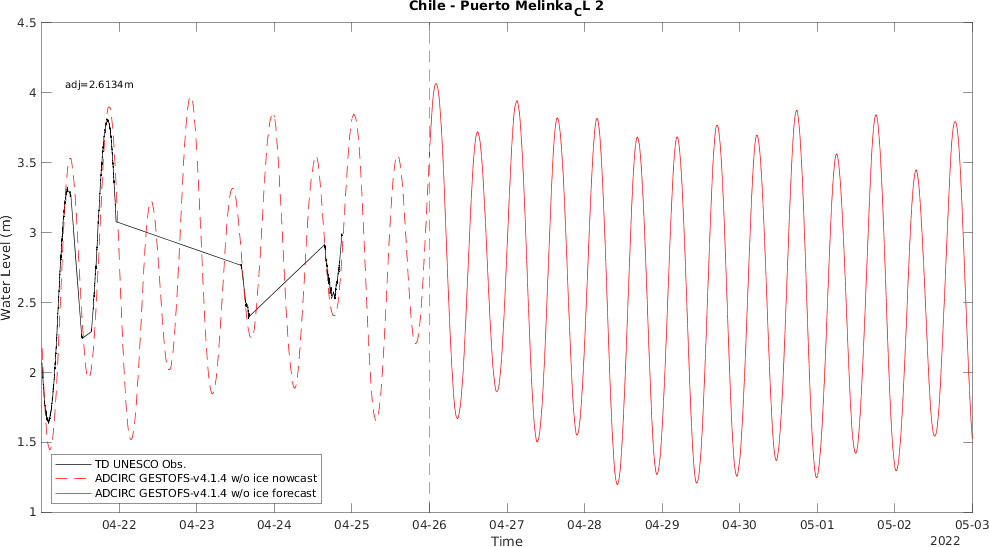 Chile - Puerto MelinkaCL 2
4.5
4
3.5
3
2.5
2
1.5
1
Water Level (m)
adj=2.6134m
TD UNESCO Obs.
ADCIRC GESTOFS-v4.1.4 w/o ice nowcast
ADCIRC GESTOFS-v4.1.4 w/o ice forecast
04-22 04-23 04-24 04-25 04-26 04-27 04-28 04-29 04-30 05-01 05-02 05-03
Time
2022